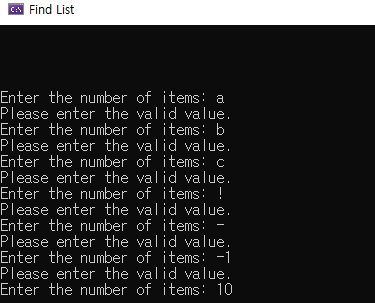 Find List
Enter the number of items: a
Please enter the valid value.
Enter the number of items: b
Please enter the valid value.
Enter the number of items: c
Please enter the valid value.
Enter the number of items: !
Please enter the valid value.
Enter the number of items: -
Please enter the valid value.
Enter the number of items: -1
Please enter the valid value.
Enter the number of items: 10